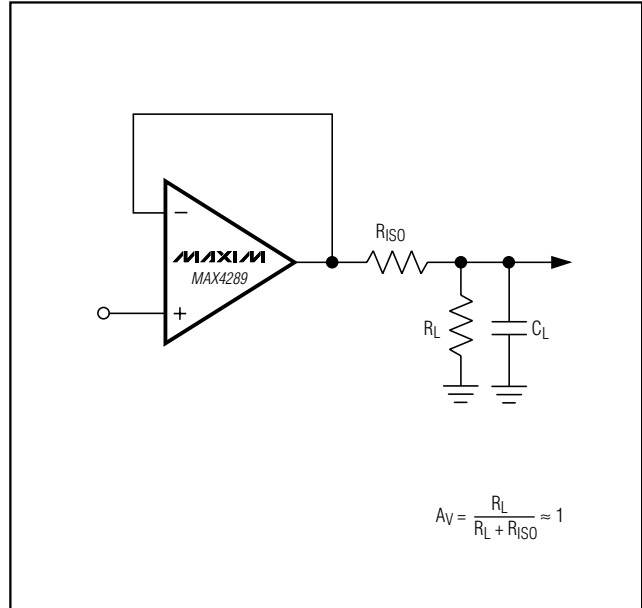 RISO
−
MAXIM
MAX4289
+
RL
CL
AV = RL / (RL + RISO) ≈ 1